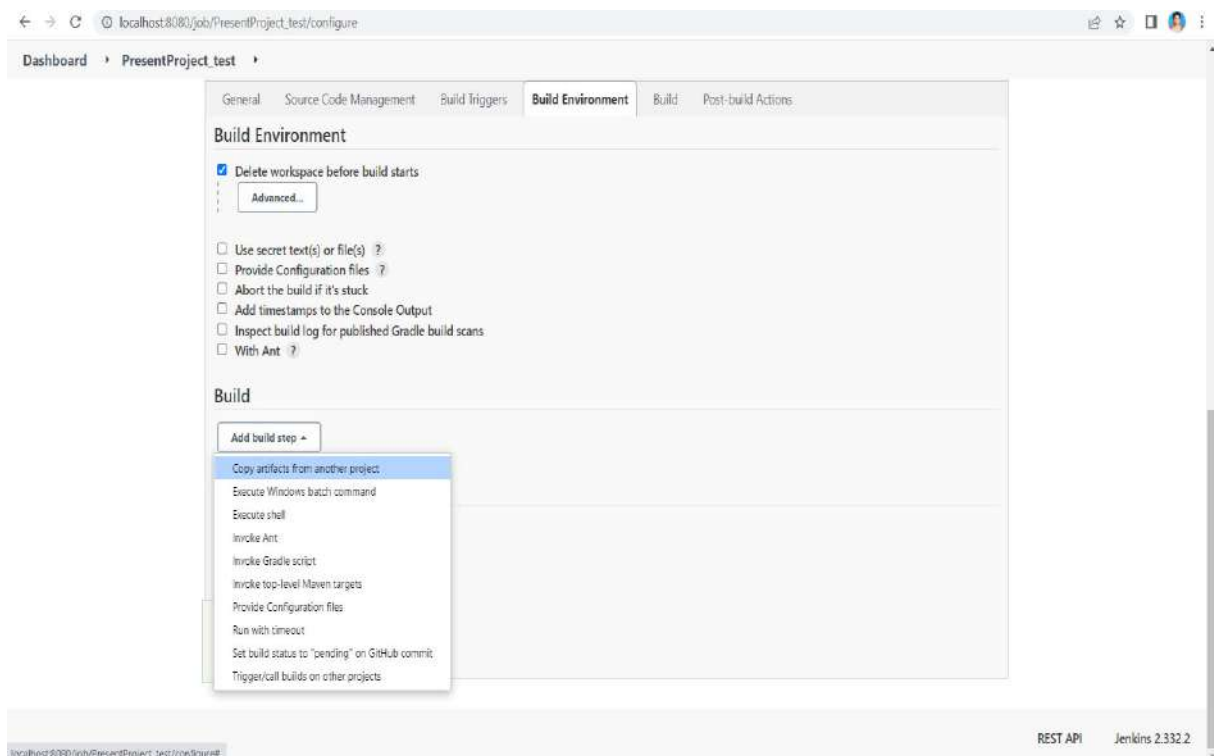 localhost:8080/job/PresentProject_test/configure
Dashboard PresentProject_test
General Source Code Management Build Triggers Build Environment Build Post-build Actions
Build Environment
Delete workspace before build starts
Advanced...
Use secret text(s) or file(s) ?
Provide Configuration files ?
Abort the build if it's stuck
Add timestamps to the Console Output
Inspect build log for published Gradle build scans
With Ant ?
Build
Add build step
Copy artifacts from another project
Execute Windows batch command
Execute shell
Invoke Ant
Invoke Gradle script
Invoke top-level Maven targets
Provide Configuration files
Run with timeout
Set build status to "pending" on GitHub commit
Trigger/call builds on other projects
REST API Jenkins 2.332.2
localhost:8080/job/PresentProject_test/configure#